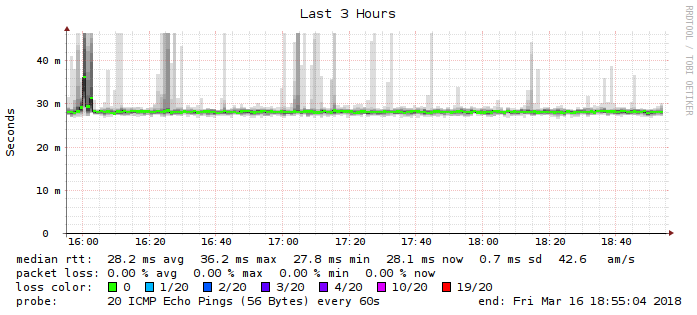 Last 3 Hours
RRDTOOL / TOBI OETIKER
Seconds
40 m
30 m
20 m
10 m
0
16:00 16:20 16:40 17:00 17:20 17:40 18:00 18:20 18:40
median rtt: 28.2 ms avg 36.2 ms max 27.8 ms min 28.1 ms now 0.7 ms sd 42.6 am/s
packet loss: 0.00 % avg 0.00 % max 0.00 % min 0.00 % now
loss color: 0 1/20 2/20 3/20 4/20 10/20 19/20
probe: 20 ICMP Echo Pings (56 Bytes) every 60s end: Fri Mar 16 18:55:04 2018